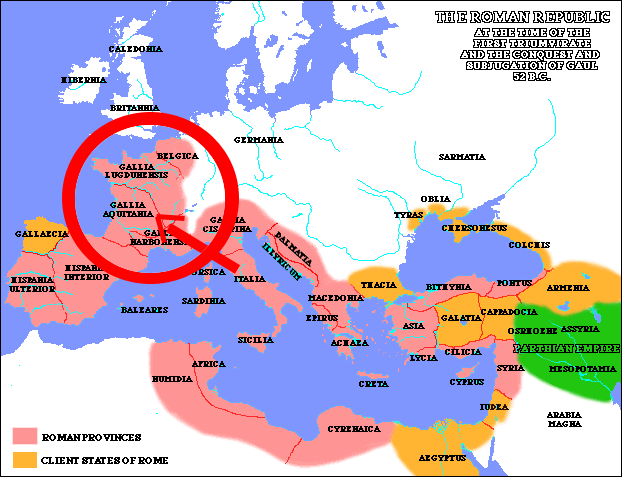 THE ROMAN REPUBLIC
AT THE TIME OF THE
FIRST TRIUMVIRATE
AND THE CONQUEST AND
SUBJUGATION OF GAUL
52 B.C.
CALEDONIA
HIBERNIA
BRITANNIA
GERMANIA
SARMATIA
BELGICA
GALLIA
LUGDUNENSIS
GALLIA
AQUITANIA
OLBIA
TYRAS
CHERSONESUS
COLCHIS
GALLAECIA
GALLIA
CISALPINA
NARBONENSIS
DALMATIA
ILLYRICUM
HISPANIA
INTERIOR
HISPANIA
ULTERIOR
CORSICA
ITALIA
SARDINIA
BALEARES
MACEDONIA
EPIRUS
THACIA
BITHYNIA
PONTUS
ARMENIA
CAPPADOCIA
GALATIA
ASIA
OSROENE
ASSYRIA
PARTHIAN EMPIRE
MESOPOTAMIA
SICILIA
ACHAEA
LYCIA
CILICIA
SYRIA
AFRICA
NUMIDIA
CRETA
CYPRUS
IUDEA
ARABIA
MAGNA
CYRENAICA
AEGYPTUS
ROMAN PROVINCES
CLIENT STATES OF ROME